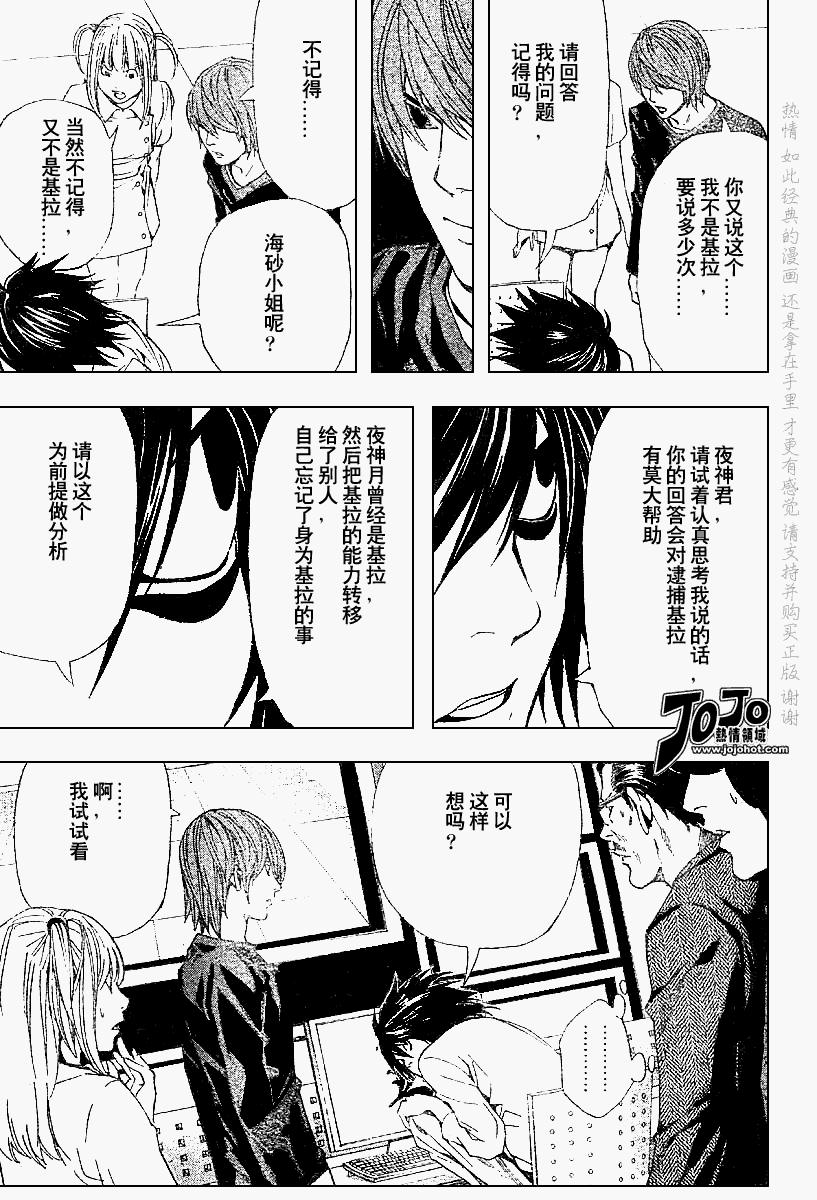 你又说这个……
我不是基拉，
要说多少次……
请回答
我的问题，
记得吗？
不记得……
海砂小姐呢？
当然不记得，
又不是基拉……
夜神君，
请试着认真思考我说的话，
你的回答会对逮捕基拉
有莫大帮助
夜神月曾经是基拉，
然后把基拉的能力转移
给了别人，
自己忘记了身为基拉的事
请以这个
为前提做分析
可以
这样
想吗？
………
………
……
啊，
我试试看
热情 如此经典的漫画 还是拿在手里 才更有感觉 请支持并购买正版 谢谢
JOJO
熱情領域
www.jojohot.com